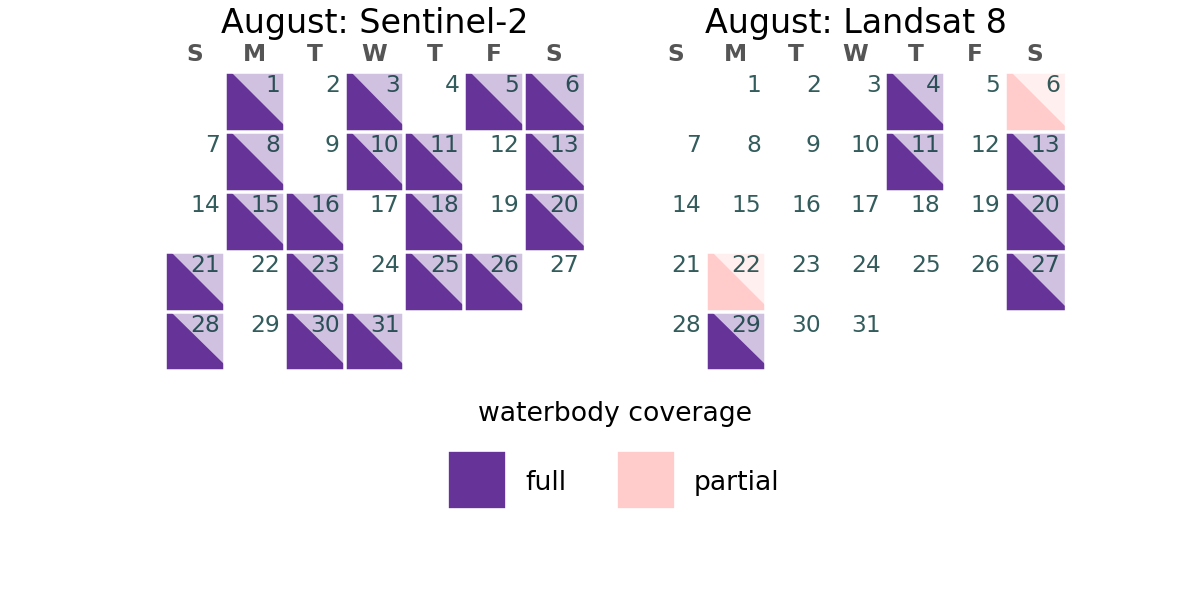 August: Sentinel-2
S M T W T F S
1 2 3 4 5 6
7 8 9 10 11 12 13
14 15 16 17 18 19 20
21 22 23 24 25 26 27
28 29 30 31
August: Landsat 8
S M T W T F S
1 2 3 4 5 6
7 8 9 10 11 12 13
14 15 16 17 18 19 20
21 22 23 24 25 26 27
28 29 30 31
waterbody coverage
full partial